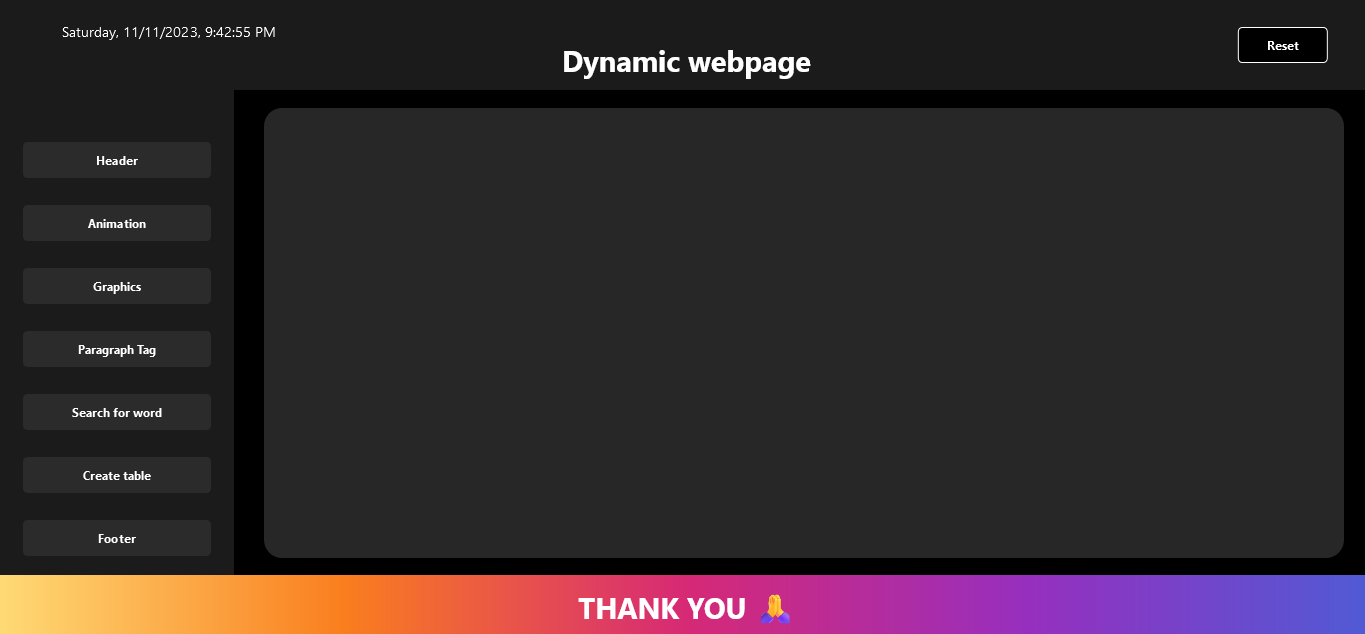 Saturday, 11/11/2023, 9:42:55 PM
Dynamic webpage
Reset
Header
Animation
Graphics
Paragraph Tag
Search for word
Create table
Footer
THANK YOU 🙏